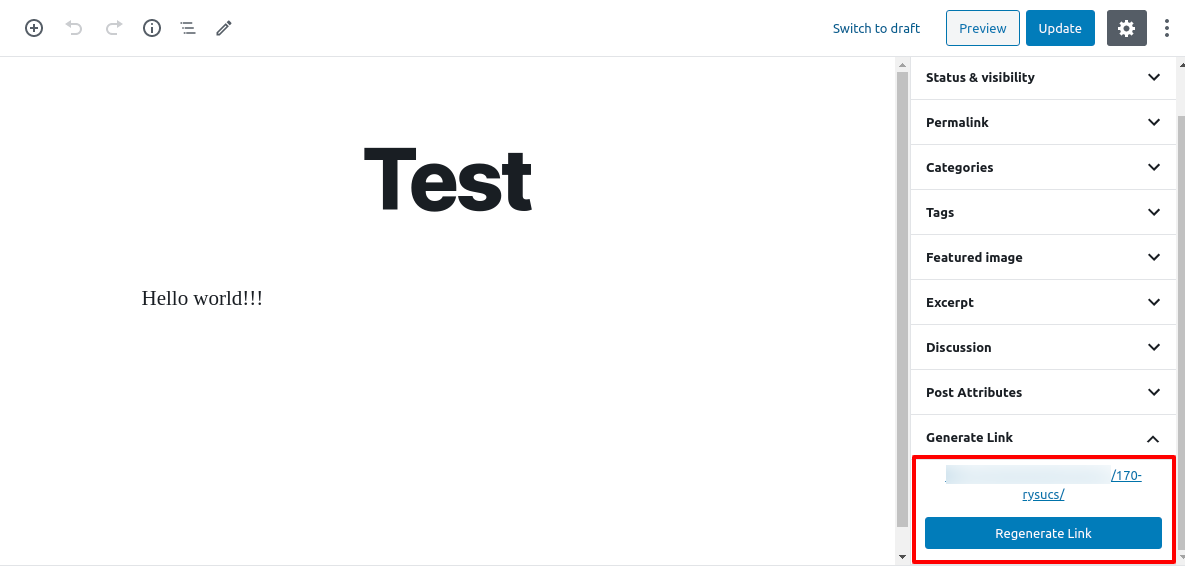 Switch to draft
Preview
Update
Test
Hello world!!!
Status & visibility
Permalink
Categories
Tags
Featured image
Excerpt
Discussion
Post Attributes
Generate Link
/170-
rysucs/
Regenerate Link